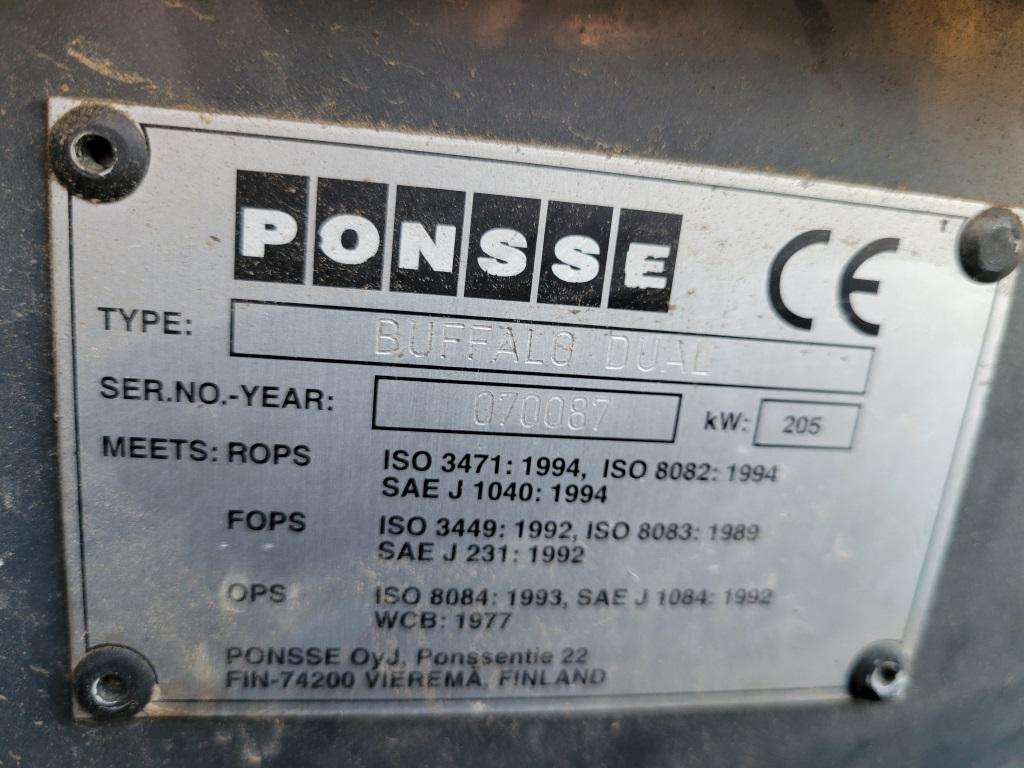 PONSSE CE
TYPE: BUFFALO DUAL
SER.NO.-YEAR: 070087 kW: 205
MEETS: ROPS ISO 3471: 1994, ISO 8082: 1994
SAE J 1040: 1994
FOPS ISO 3449: 1992, ISO 8083: 1989
SAE J 231: 1992
OPS ISO 8084: 1993, SAE J 1084: 1992
WCB: 1977
PONSSE OyJ, Ponssentie 22
FIN-74200 VIEREMÄ, FINLAND